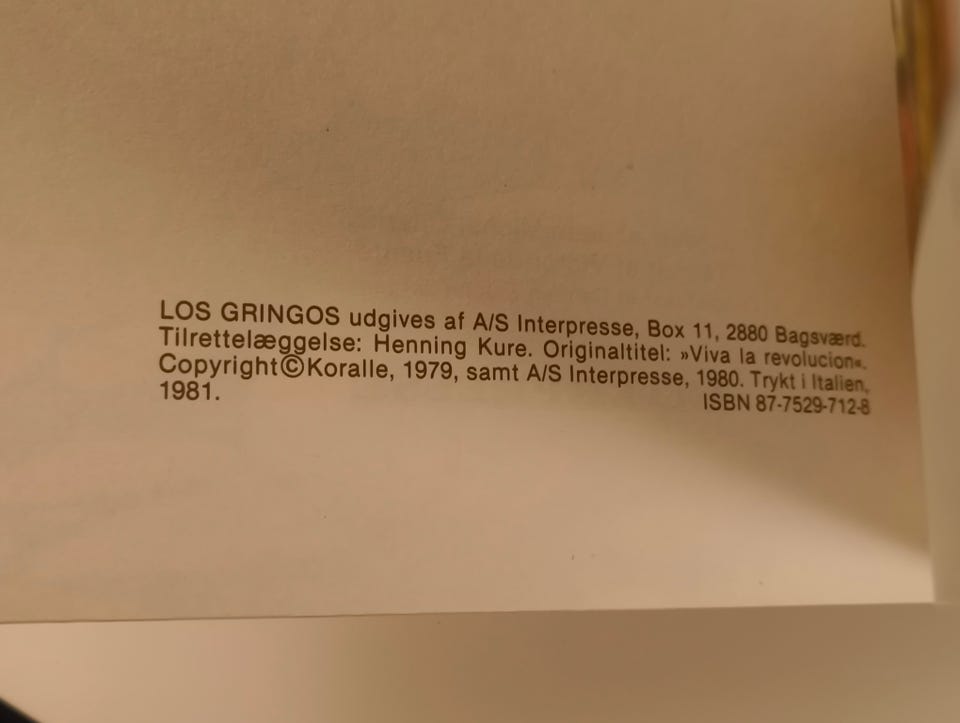 LOS GRINGOS udgives af A/S Interpresse, Box 11, 2880 Bagsværd.
Tilrettelæggelse: Henning Kure. Originaltitel: »Viva la revolucion«.
Copyright©Koralle, 1979, samt A/S Interpresse, 1980. Trykt i Italien,
1981. ISBN 87-7529-712-8